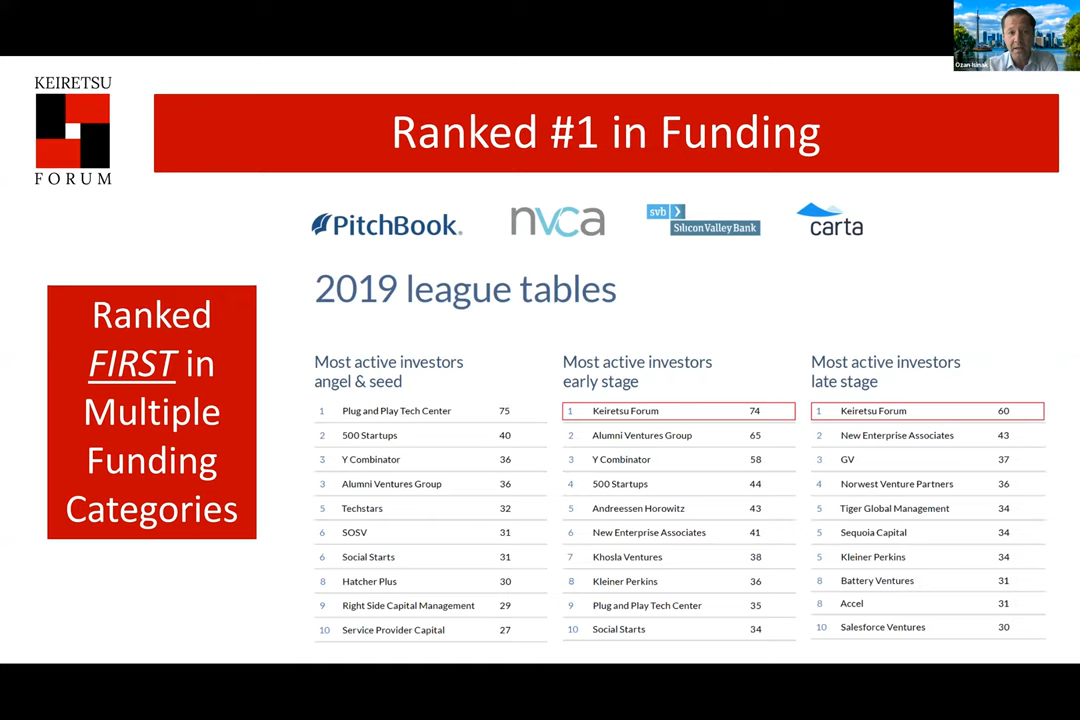 Ozan Isinak
KEIRETSU
FORUM
Ranked #1 in Funding
PitchBook®
nvca
svb
Silicon Valley Bank
carta
2019 league tables
Ranked
FIRST in
Multiple
Funding
Categories
Most active investors
angel & seed
1 Plug and Play Tech Center 75
2 500 Startups 40
3 Y Combinator 36
3 Alumni Ventures Group 36
5 Techstars 32
6 SOSV 31
6 Social Starts 31
8 Hatcher Plus 30
9 Right Side Capital Management 29
10 Service Provider Capital 27
Most active investors
early stage
1 Keiretsu Forum 74
2 Alumni Ventures Group 65
3 Y Combinator 58
4 500 Startups 44
5 Andreessen Horowitz 43
6 New Enterprise Associates 41
7 Khosla Ventures 38
8 Kleiner Perkins 36
9 Plug and Play Tech Center 35
10 Social Starts 34
Most active investors
late stage
1 Keiretsu Forum 60
2 New Enterprise Associates 43
3 GV 37
4 Norwest Venture Partners 36
5 Tiger Global Management 34
5 Sequoia Capital 34
5 Kleiner Perkins 34
8 Battery Ventures 31
8 Accel 31
10 Salesforce Ventures 30